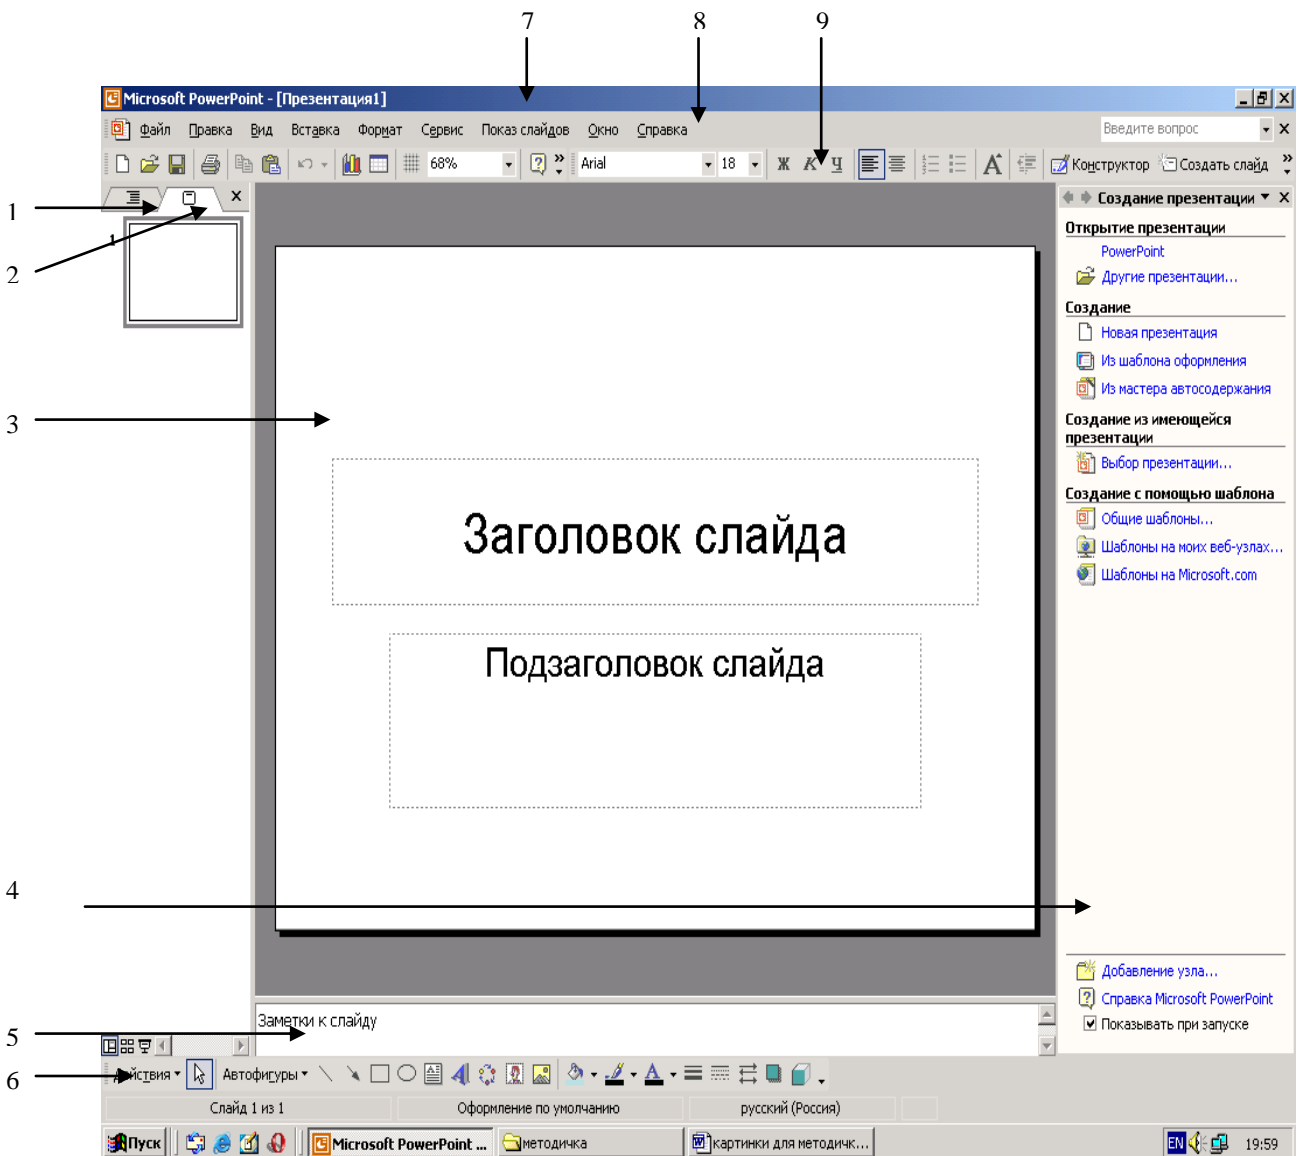 7 8 9
Microsoft PowerPoint - [Презентация1]
Файл Правка Вид Вставка Формат Сервис Показ слайдов Окно Справка Введите вопрос
68% Arial 18 Ж К Ч Конструктор Создать слайд
1
2
3
4
5
6
1
Заголовок слайда
Подзаголовок слайда
Создание презентации
Открытие презентации
PowerPoint
Другие презентации...
Создание
Новая презентация
Из шаблона оформления
Из мастера автосодержания
Создание из имеющейся
презентации
Выбор презентации...
Создание с помощью шаблона
Общие шаблоны...
Шаблоны на моих веб-узлах...
Шаблоны на Microsoft.com
Добавление узла...
Справка Microsoft PowerPoint
Показывать при запуске
Заметки к слайду
Действия Автофигуры
Слайд 1 из 1 Оформление по умолчанию русский (Россия)
Пуск Microsoft PowerPoint ... методичка картинки для методичк... EN 19:59